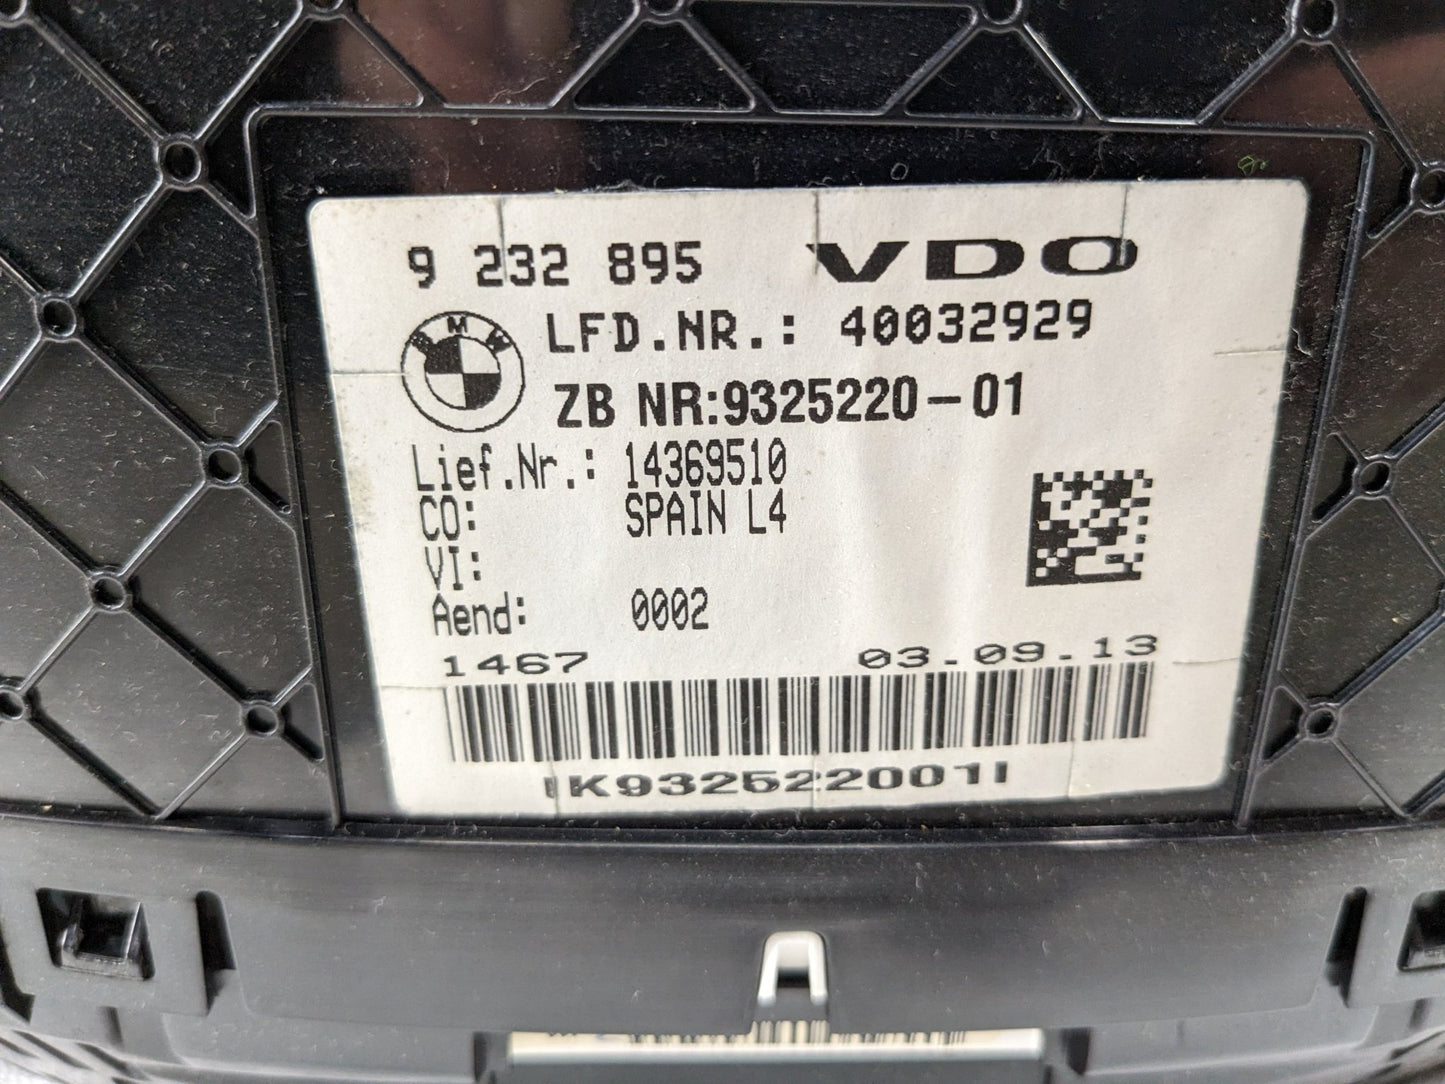 9 232 895 VDO
BMW
LFD.NR.: 40032929
ZB NR:9325220-01
Lief.Nr.: 14369510
CO: SPAIN L4
VI:
Aend: 0002
1467 03.09.13
K932522001